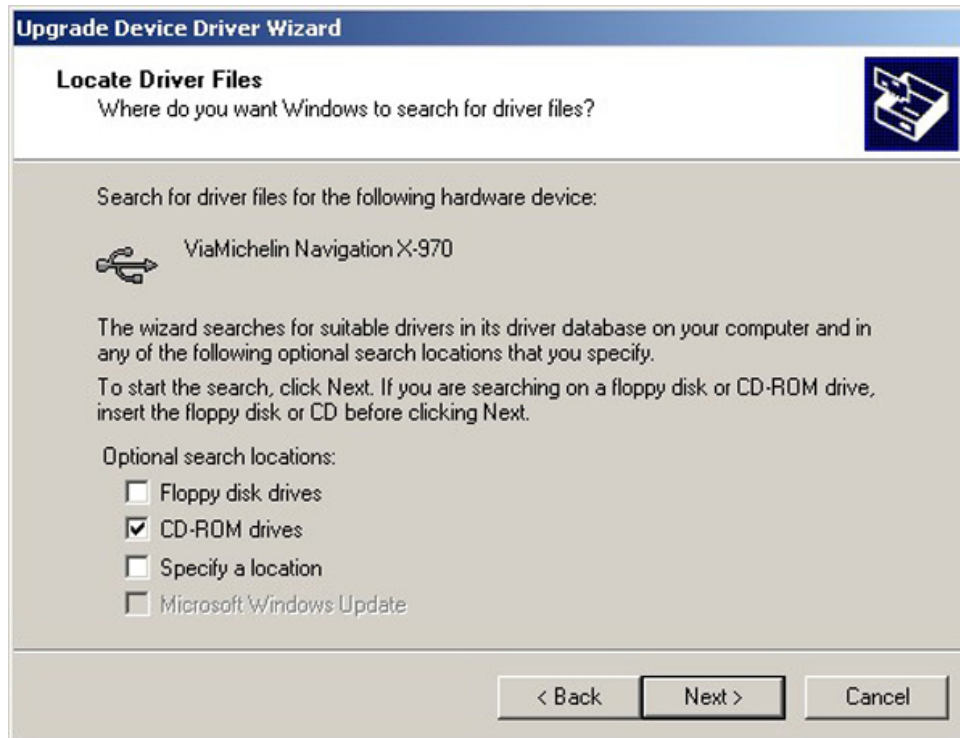 Upgrade Device Driver Wizard
Locate Driver Files
Where do you want Windows to search for driver files?
Search for driver files for the following hardware device:
ViaMichelin Navigation X-970
The wizard searches for suitable drivers in its driver database on your computer and in
any of the following optional search locations that you specify.
To start the search, click Next. If you are searching on a floppy disk or CD-ROM drive,
insert the floppy disk or CD before clicking Next.
Optional search locations:
Floppy disk drives
CD-ROM drives
Specify a location
Microsoft Windows Update
< Back Next > Cancel